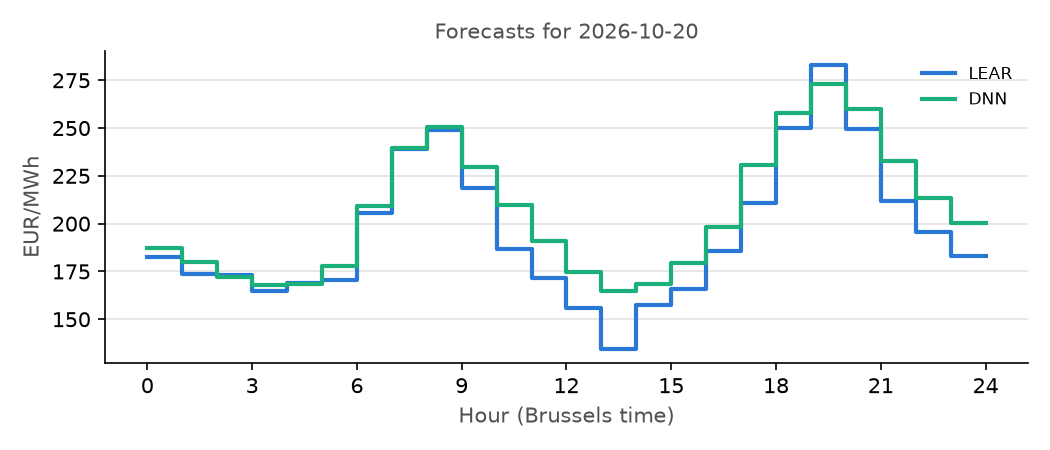 Forecasts for 2026-10-20
LEAR
DNN
EUR/MWh
275
250
225
200
175
150
0 3 6 9 12 15 18 21 24
Hour (Brussels time)